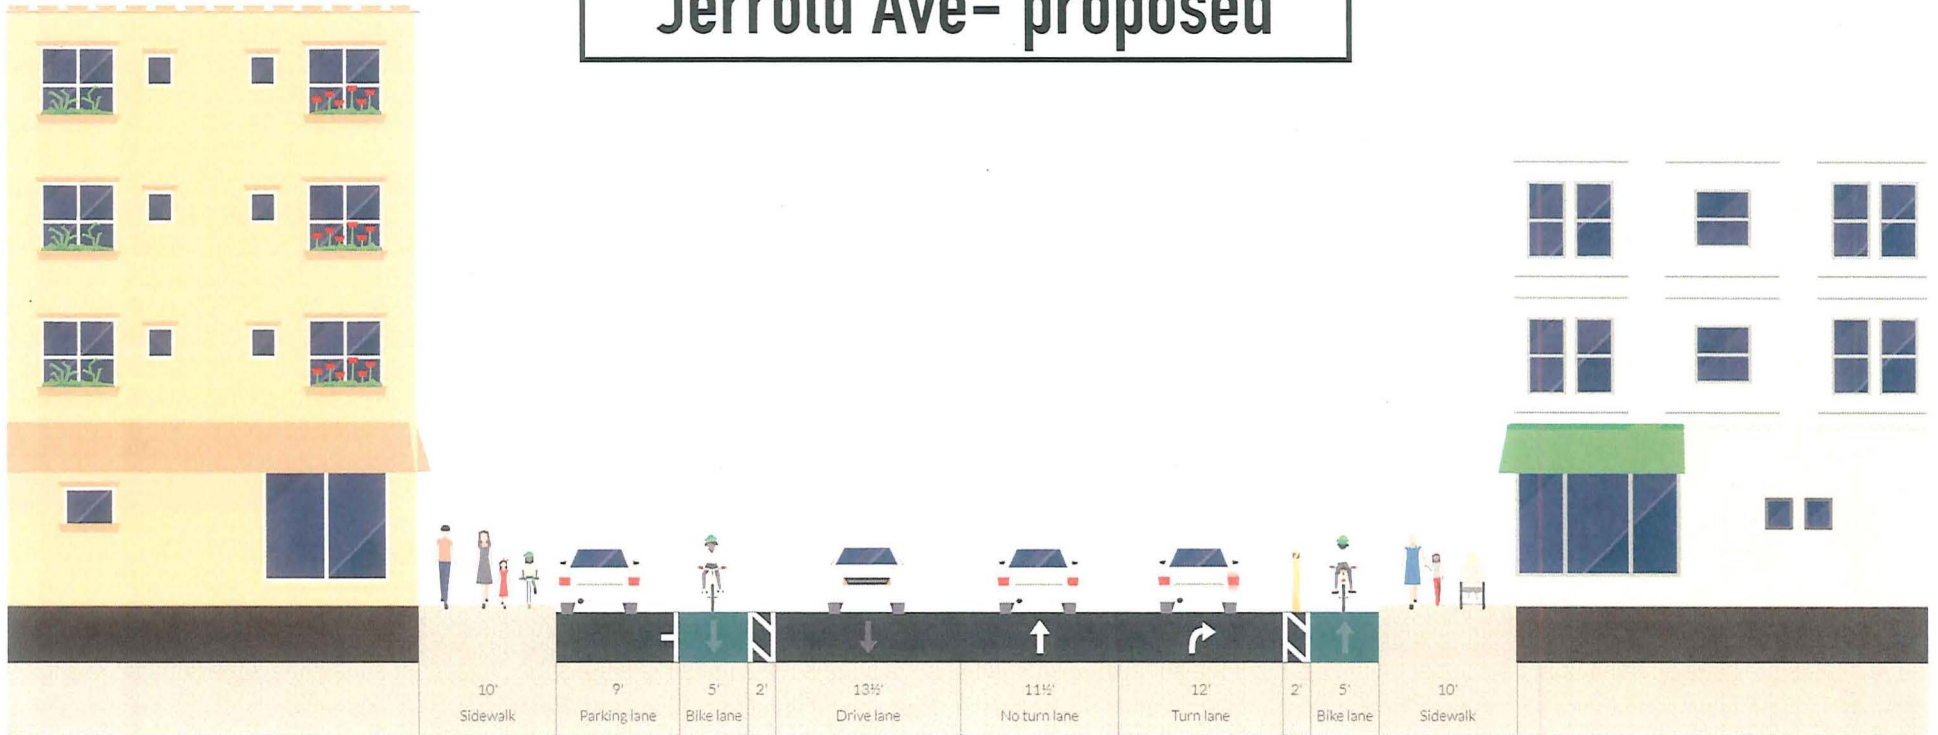 Jerrold Ave- proposed
10' 9' 5' 2' 13½' 11½' 12' 2' 5' 10'
Sidewalk Parking lane Bike lane Drive lane No turn lane Turn lane Bike lane Sidewalk